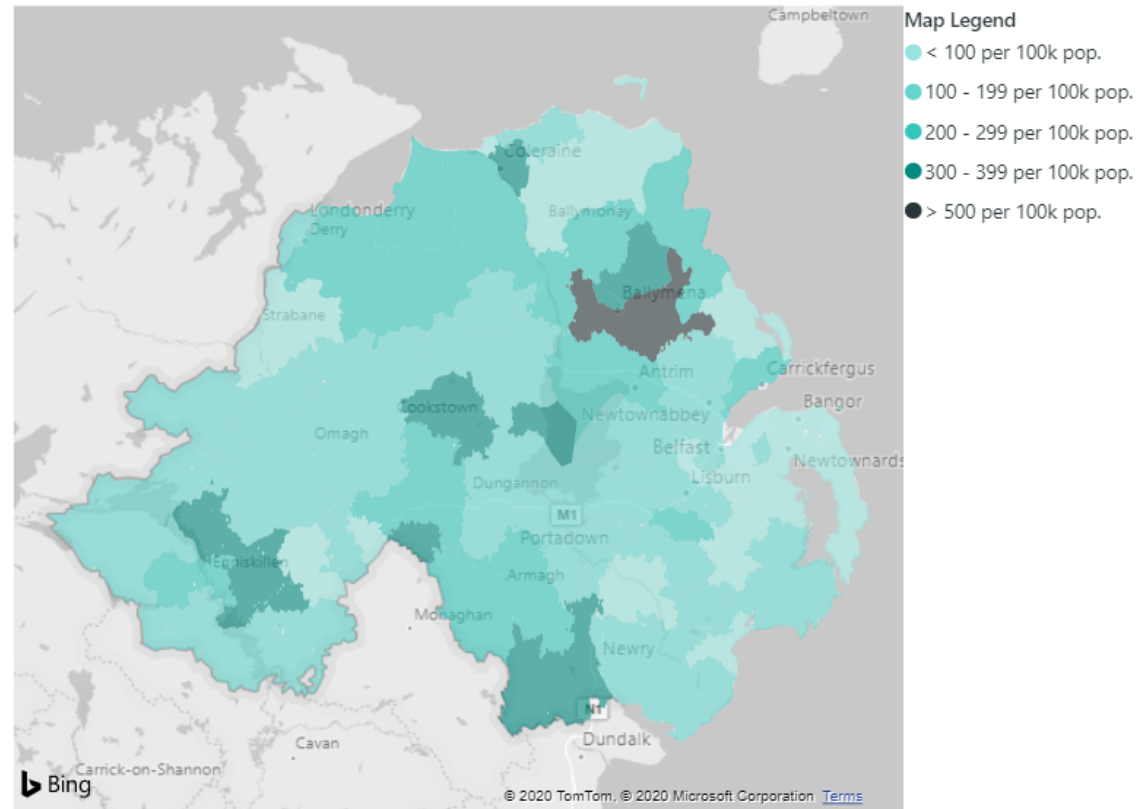 Campbeltown
Map Legend
< 100 per 100k pop.
100 - 199 per 100k pop.
200 - 299 per 100k pop.
300 - 399 per 100k pop.
> 500 per 100k pop.
Coleraine
Londonderry
Derry
Ballymoney
Ballymena
Strabane
Antrim
Carrickfergus
Cookstown
Newtownabbey
Bangor
Omagh
Belfast
Newtownards
Lisburn
Dungannon
M1
Portadown
Enniskillen
Armagh
Monaghan
Newry
N1
Dundalk
Cavan
Carrick-on-Shannon
Bing
© 2020 TomTom, © 2020 Microsoft Corporation Terms